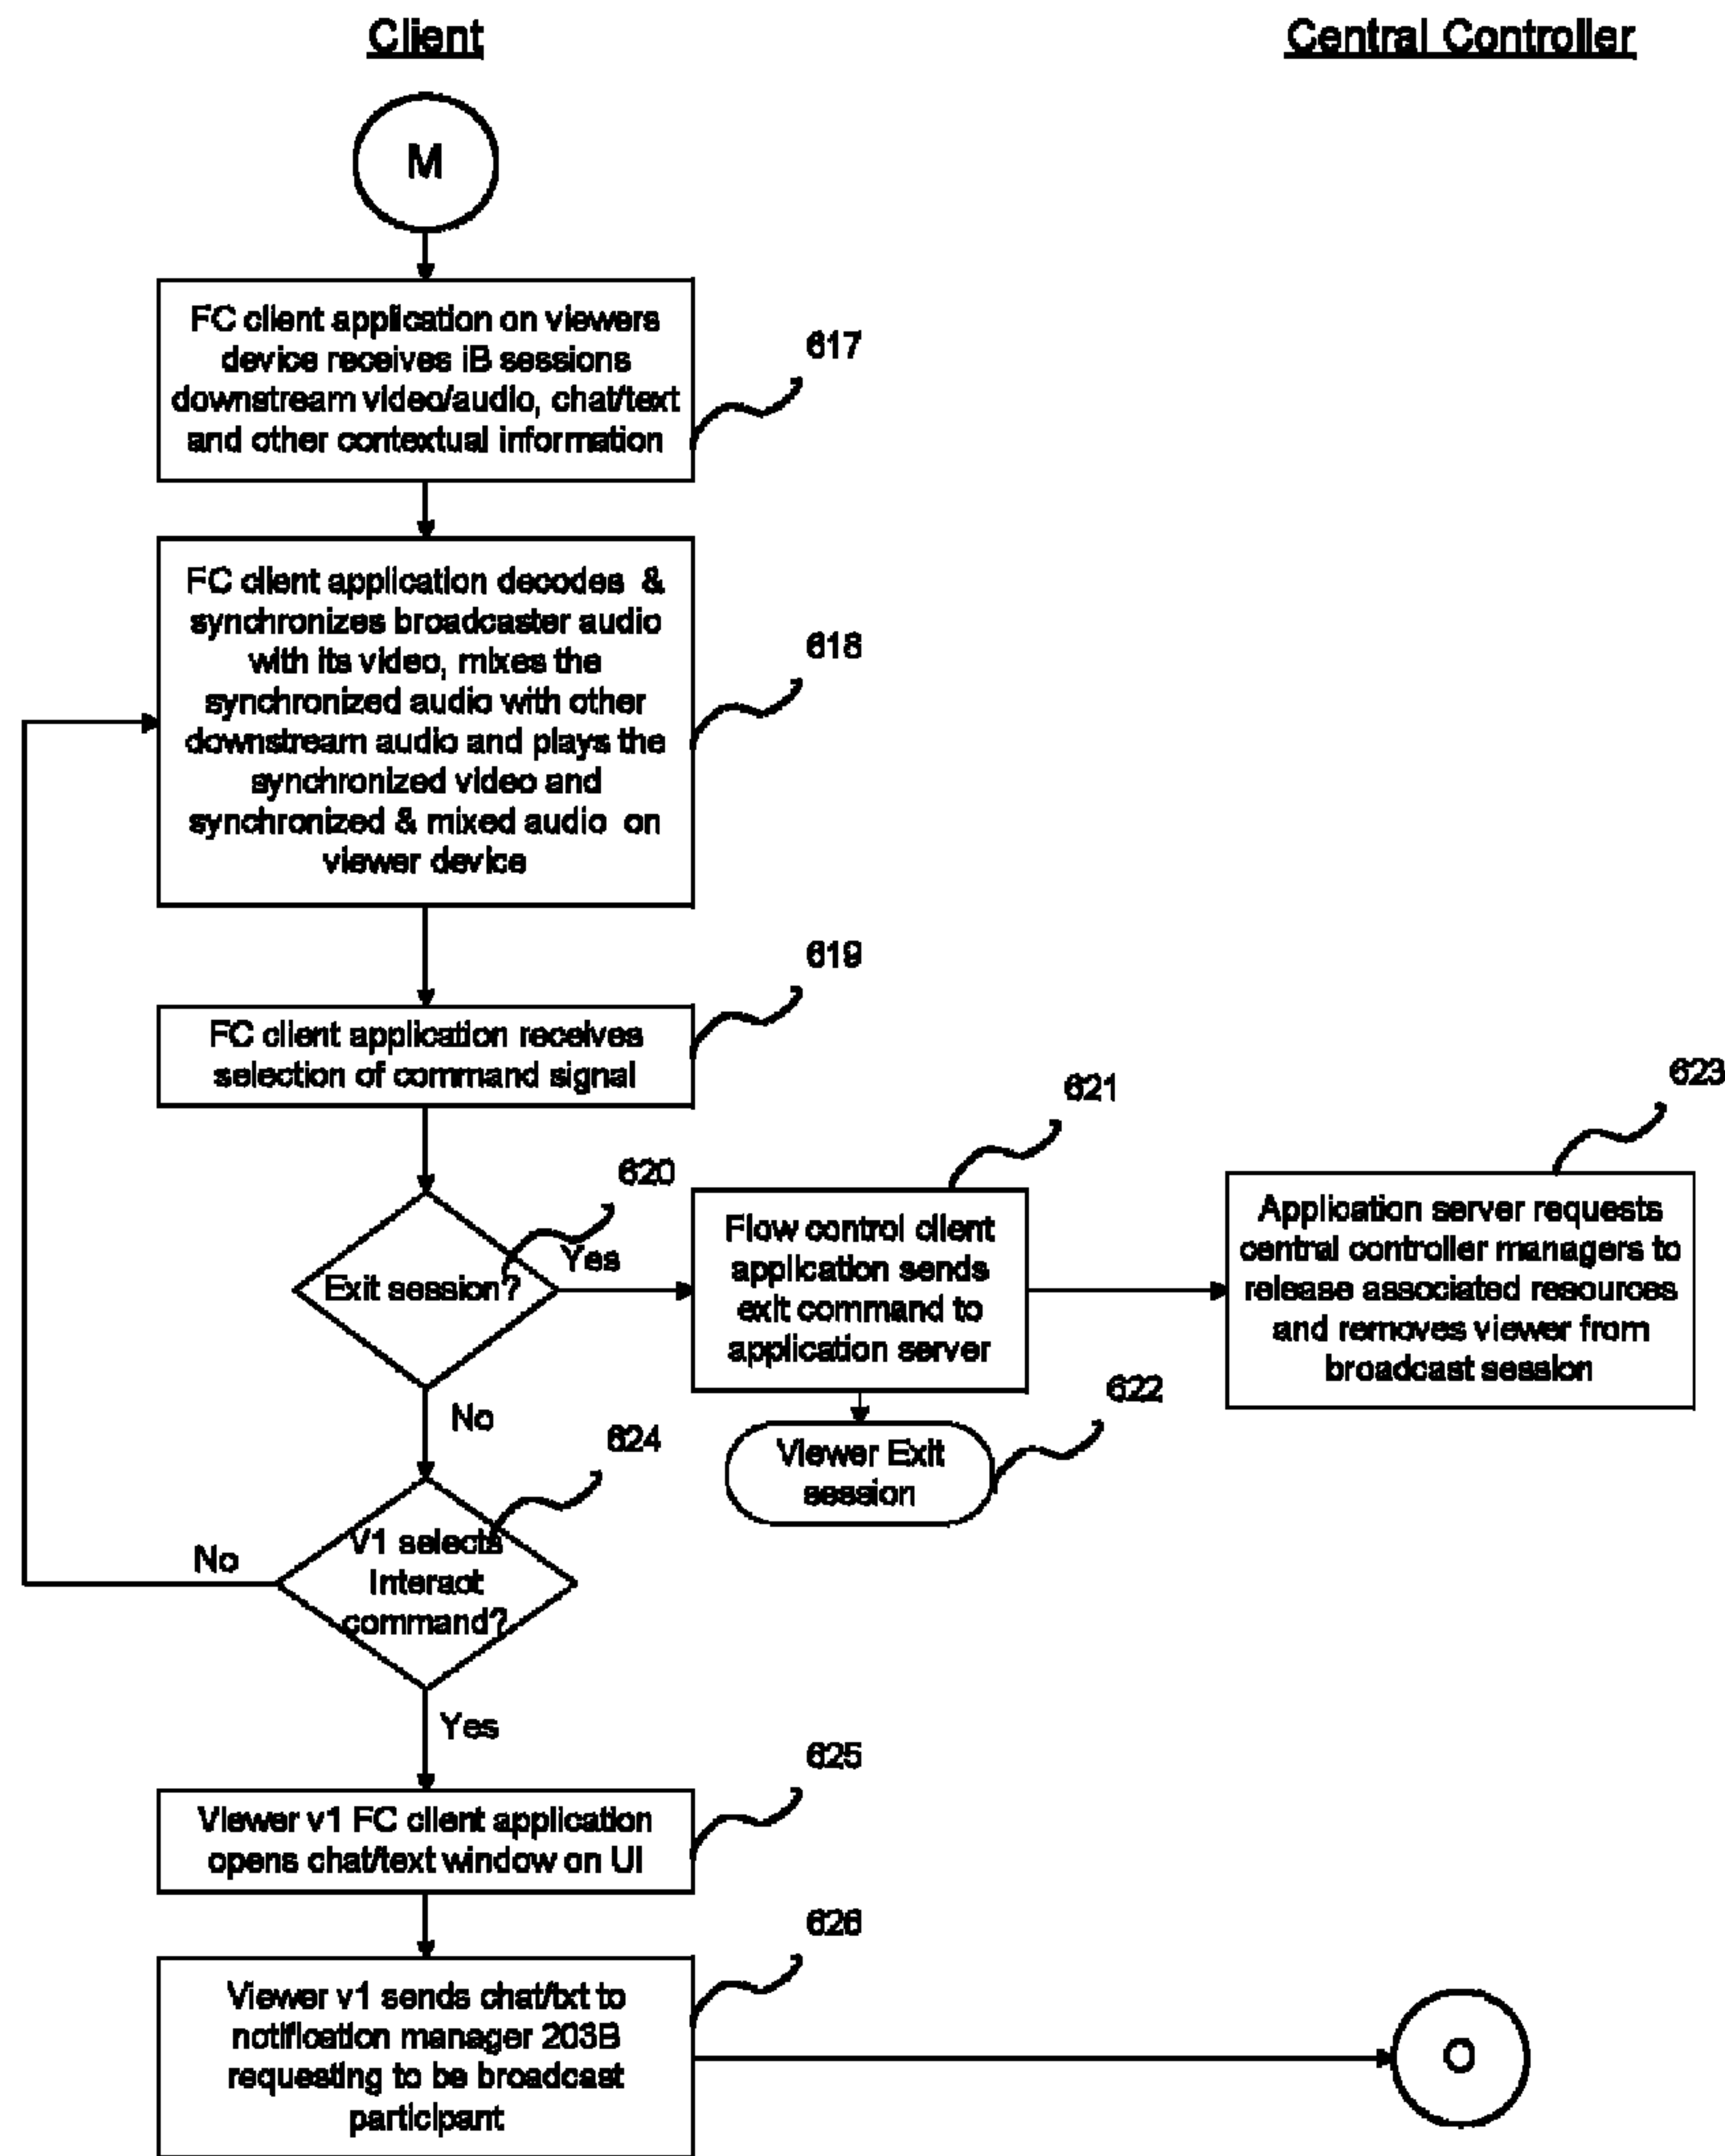 Client
Central Controller
M
FC client application on viewers
device receives iB sessions
downstream video/audio, chat/text
and other contextual information
617
FC client application decodes &
synchronizes broadcaster audio
with its video, mixes the
synchronized audio with other
downstream audio and plays the
synchronized video and
synchronized & mixed audio on
viewer device
618
FC client application receives
selection of command signal
619
Exit session?
620
Yes
No
Flow control client
application sends
exit command to
application server
621
Viewer Exit
session
622
Application server requests
central controller managers to
release associated resources
and removes viewer from
broadcast session
623
V1 selects
Interact
command?
624
No
Yes
Viewer v1 FC client application
opens chat/text window on UI
625
Viewer v1 sends chat/txt to
notification manager 203B
requesting to be broadcast
participant
626
O